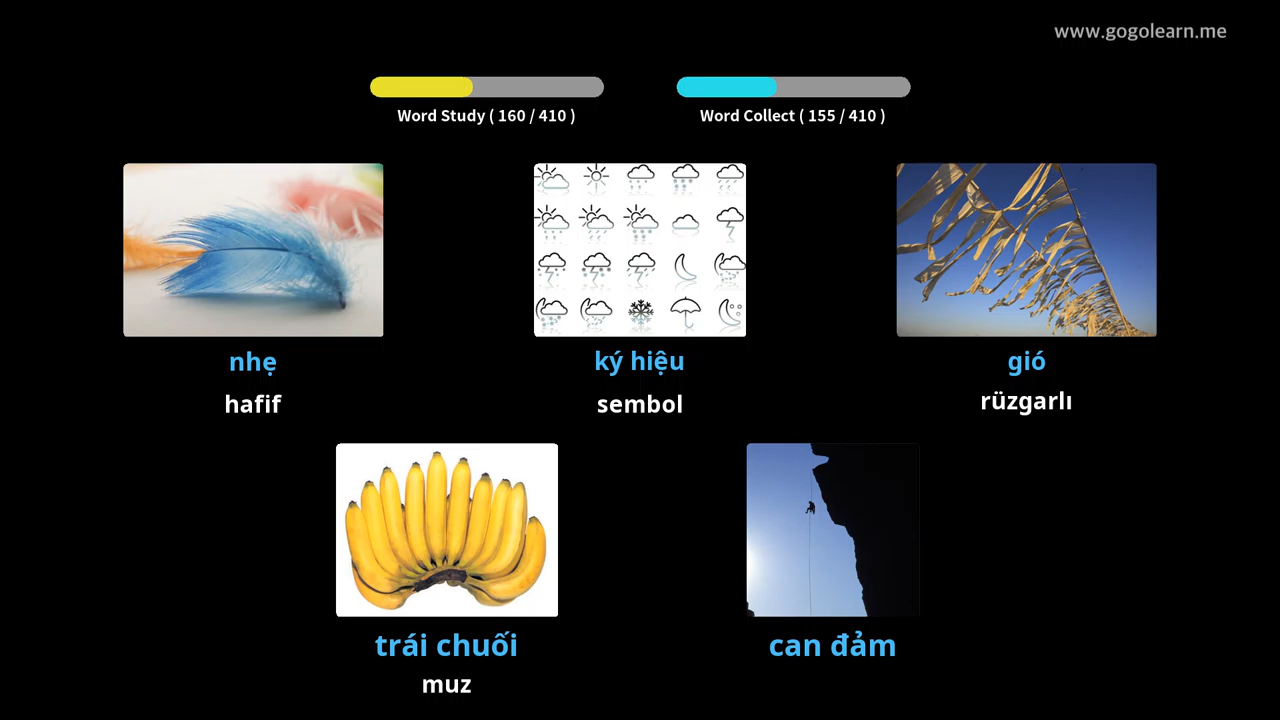 www.gogolearn.me
Word Study ( 160 / 410 )
Word Collect ( 155 / 410 )
nhẹ
hafif
ký hiệu
sembol
gió
rüzgarlı
trái chuối
muz
can đảm